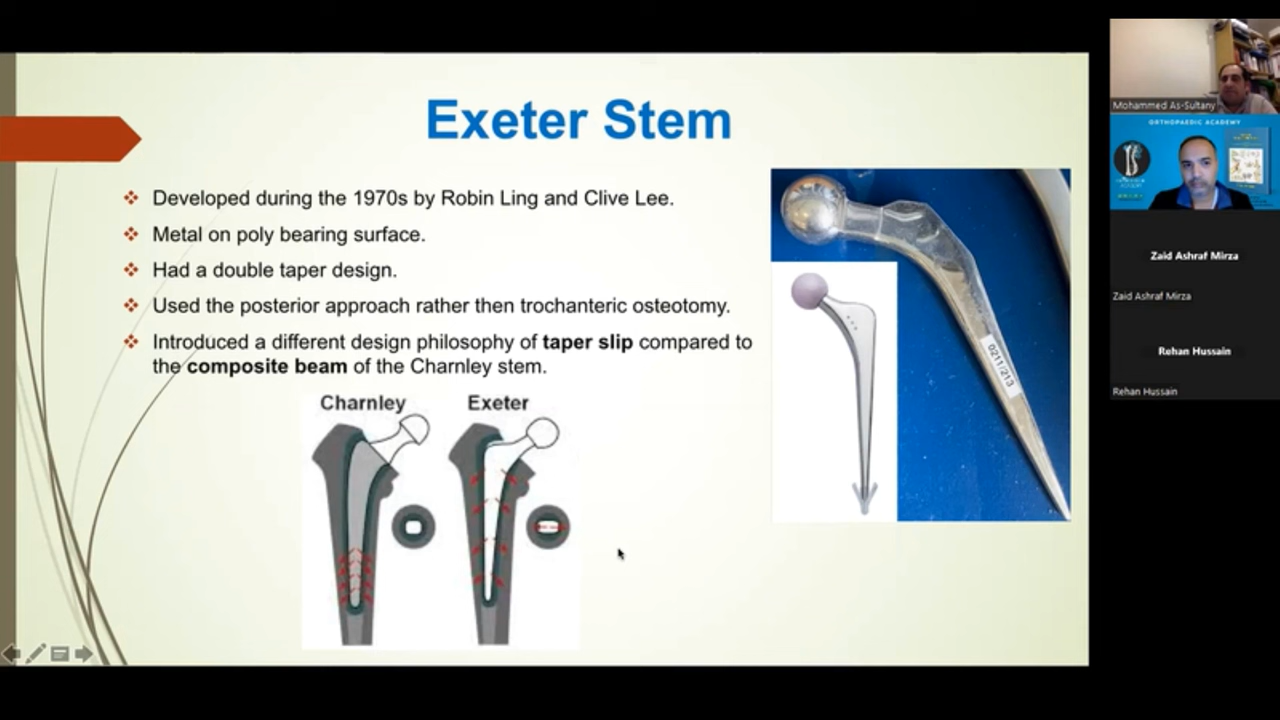 Exeter Stem
Developed during the 1970s by Robin Ling and Clive Lee.
Metal on poly bearing surface.
Had a double taper design.
Used the posterior approach rather then trochanteric osteotomy.
Introduced a different design philosophy of taper slip compared to
the composite beam of the Charnley stem.
Charnley
Exeter
0211/213
Mohammed As-Sultany
ORTHOPAEDIC ACADEMY
Zaid Ashraf Mirza
Zaid Ashraf Mirza
Rehan Hussain
Rehan Hussain